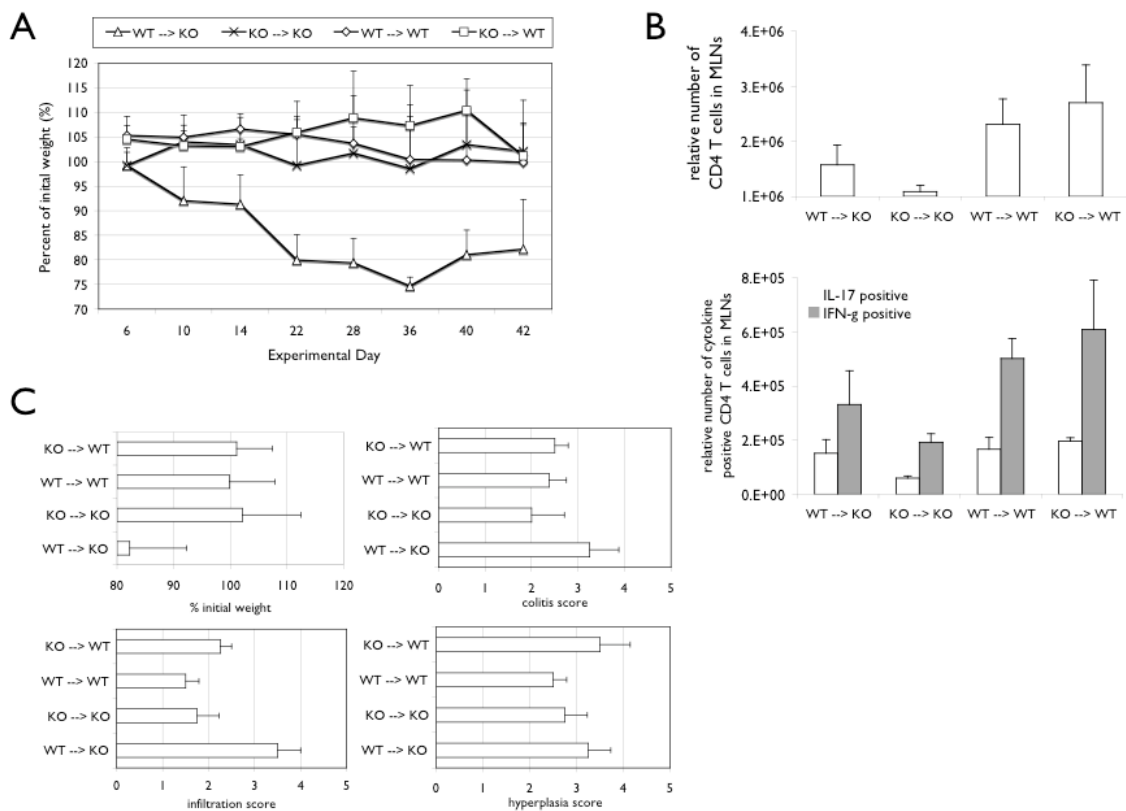 A
WT --> KO KO --> KO WT --> WT KO --> WT
Percent of inital weight (%)
120
115
110
105
100
95
90
85
80
75
70
6 10 14 22 28 36 40 42
Experimental Day
B
relative number of
CD4 T cells in MLNs
4.E+06
3.E+06
2.E+06
1.E+06
WT --> KO KO --> KO WT --> WT KO --> WT
relative number of cytokine
positive CD4 T cells in MLNs
8.E+05
6.E+05
4.E+05
2.E+05
0.E+00
IL-17 positive
IFN-g positive
WT --> KO KO --> KO WT --> WT KO --> WT
C
KO --> WT
WT --> WT
KO --> KO
WT --> KO
80 90 100 110 120
% initial weight
KO --> WT
WT --> WT
KO --> KO
WT --> KO
0 1 2 3 4 5
colitis score
KO --> WT
WT --> WT
KO --> KO
WT --> KO
0 1 2 3 4 5
infiltration score
KO --> WT
WT --> WT
KO --> KO
WT --> KO
0 1 2 3 4 5
hyperplasia score